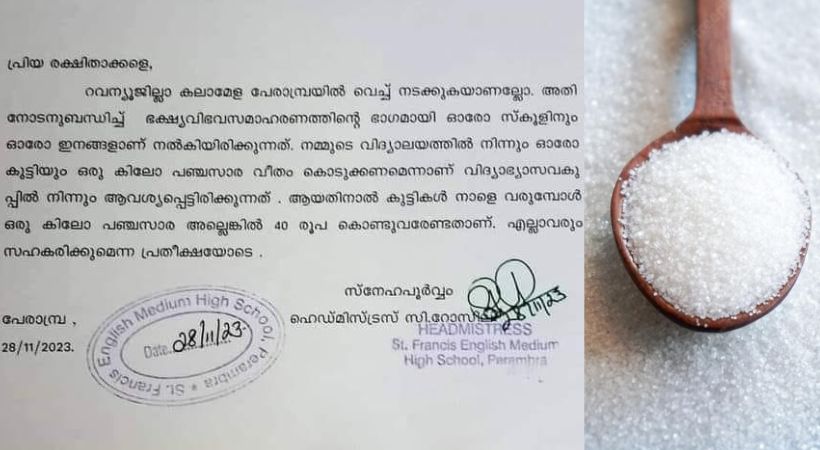 പ്രിയ രക്ഷിതാക്കളെ,
റവന്യൂജില്ലാ കലാമേള പേരാമ്പ്രയിൽ വെച്ച് നടക്കുകയാണല്ലോ. അതി
നോടനുബന്ധിച്ച് ഭക്ഷ്യവിഭവസമാഹരണത്തിന്റെ ഭാഗമായി ഓരോ സ്കൂളിനും
ഓരോ ഇനങ്ങളാണ് നൽകിയിരിക്കുന്നത്. നമ്മുടെ വിദ്യാലയത്തിൽ നിന്നും ഓരോ
കുട്ടിയും ഒരു കിലോ പഞ്ചസാര വീതം കൊടുക്കണമെന്നാണ് വിദ്യാഭ്യാസവകു
പ്പിൽ നിന്നും ആവശ്യപ്പെട്ടിരിക്കുന്നത് . ആയതിനാൽ കുട്ടികൾ നാളെ വരുമ്പോൾ
ഒരു കിലോ പഞ്ചസാര അല്ലെങ്കിൽ 40 രൂപ കൊണ്ടുവരേണ്ടതാണ്. എല്ലാവരും
സഹകരിക്കുമെന്ന പ്രതീക്ഷയോടെ .
സ്നേഹപൂർവ്വം
ഹെഡ്മിസ്ട്രസ് സി.റോസിലി
28/11/23
HEADMISTRESS
St. Francis English Medium
High School, Perambra
പേരാമ്പ്ര ,
28/11/2023.
St. Francis English Medium High School, Perambra *
Date 28/11/23